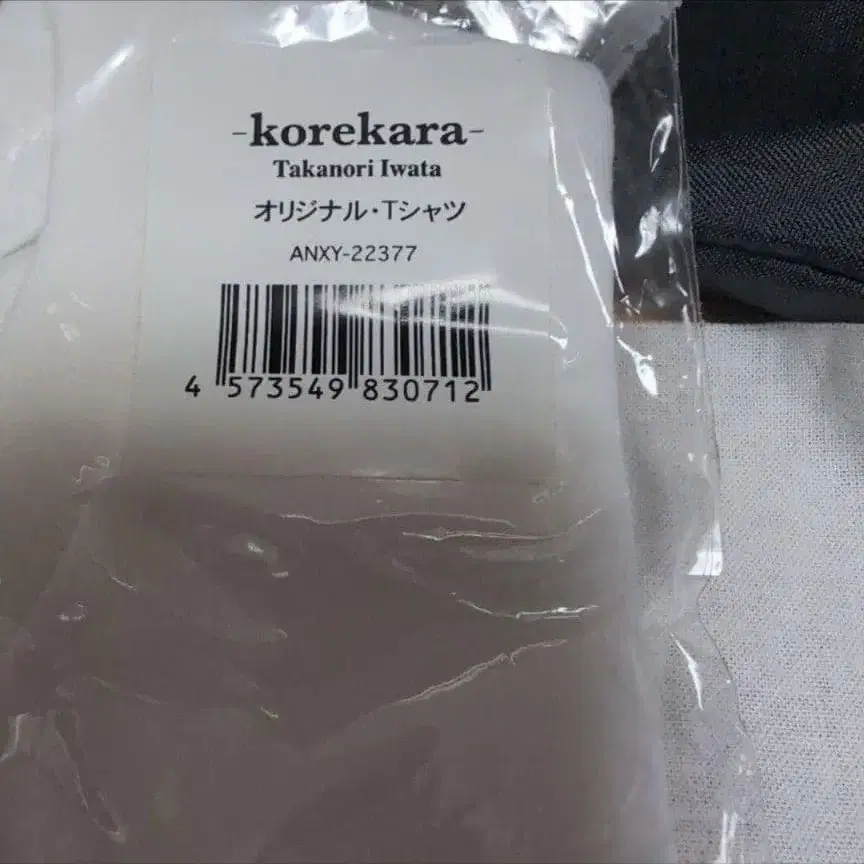 -korekara-
Takanori Iwata
オリジナル・Tシャツ
ANXY-22377
4 573549 830712